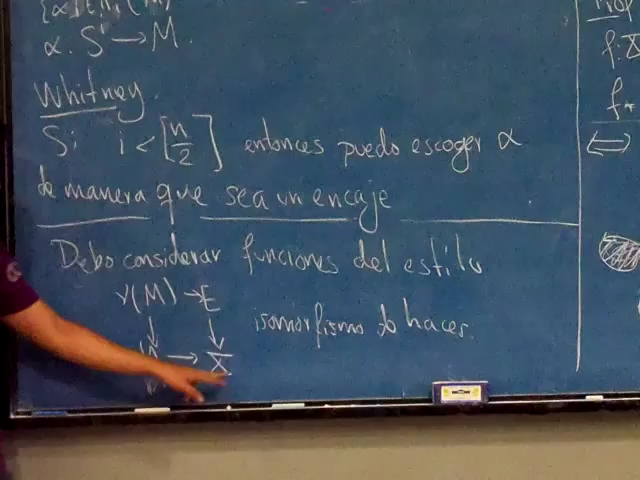 α. Sⁱ → M.
Whitney.
Si i < [n/2] entonces puedo escoger α
de manera que sea un encaje
Debo considerar funciones del estilo
ν(M) → E
↓ ↓ isomorfismo haces.
→ X
f: X
f*
⟺